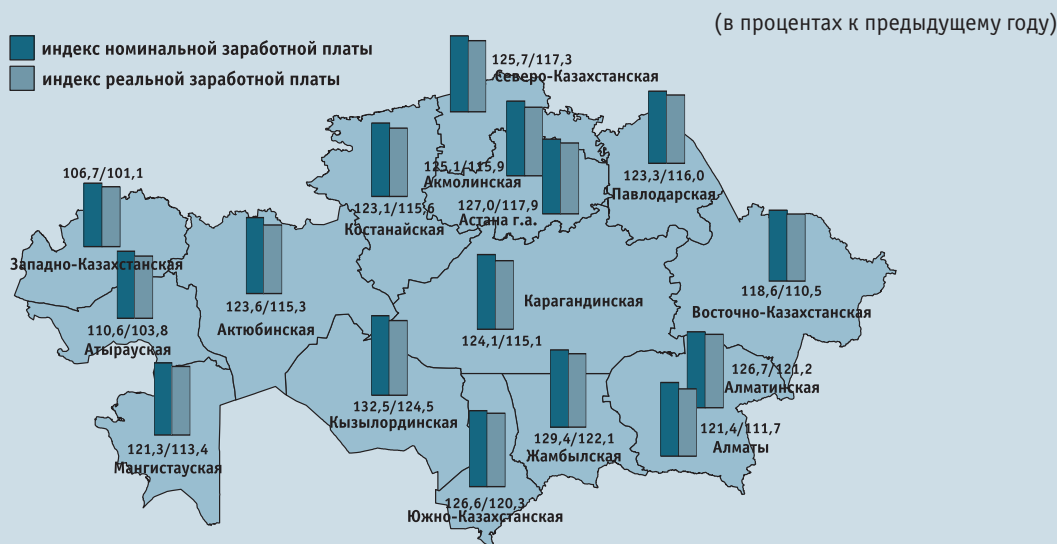 (в процентах к предыдущему году)
индекс номинальной заработной платы
индекс реальной заработной платы
125,7/117,3
Северо-Казахстанская
125,1/115,9
Акмолинская
123,3/116,0
Павлодарская
106,7/101,1
Западно-Казахстанская
123,1/115,6
Костанайская
127,0/117,9
Астана г.а.
110,6/103,8
Атырауская
123,6/115,3
Актюбинская
Карагандинская
124,1/115,1
118,6/110,5
Восточно-Казахстанская
126,7/121,2
Алматинская
121,3/113,4
Мангистауская
132,5/124,5
Кызылординская
129,4/122,1
Жамбылская
121,4/111,7
Алматы
126,6/120,3
Южно-Казахстанская